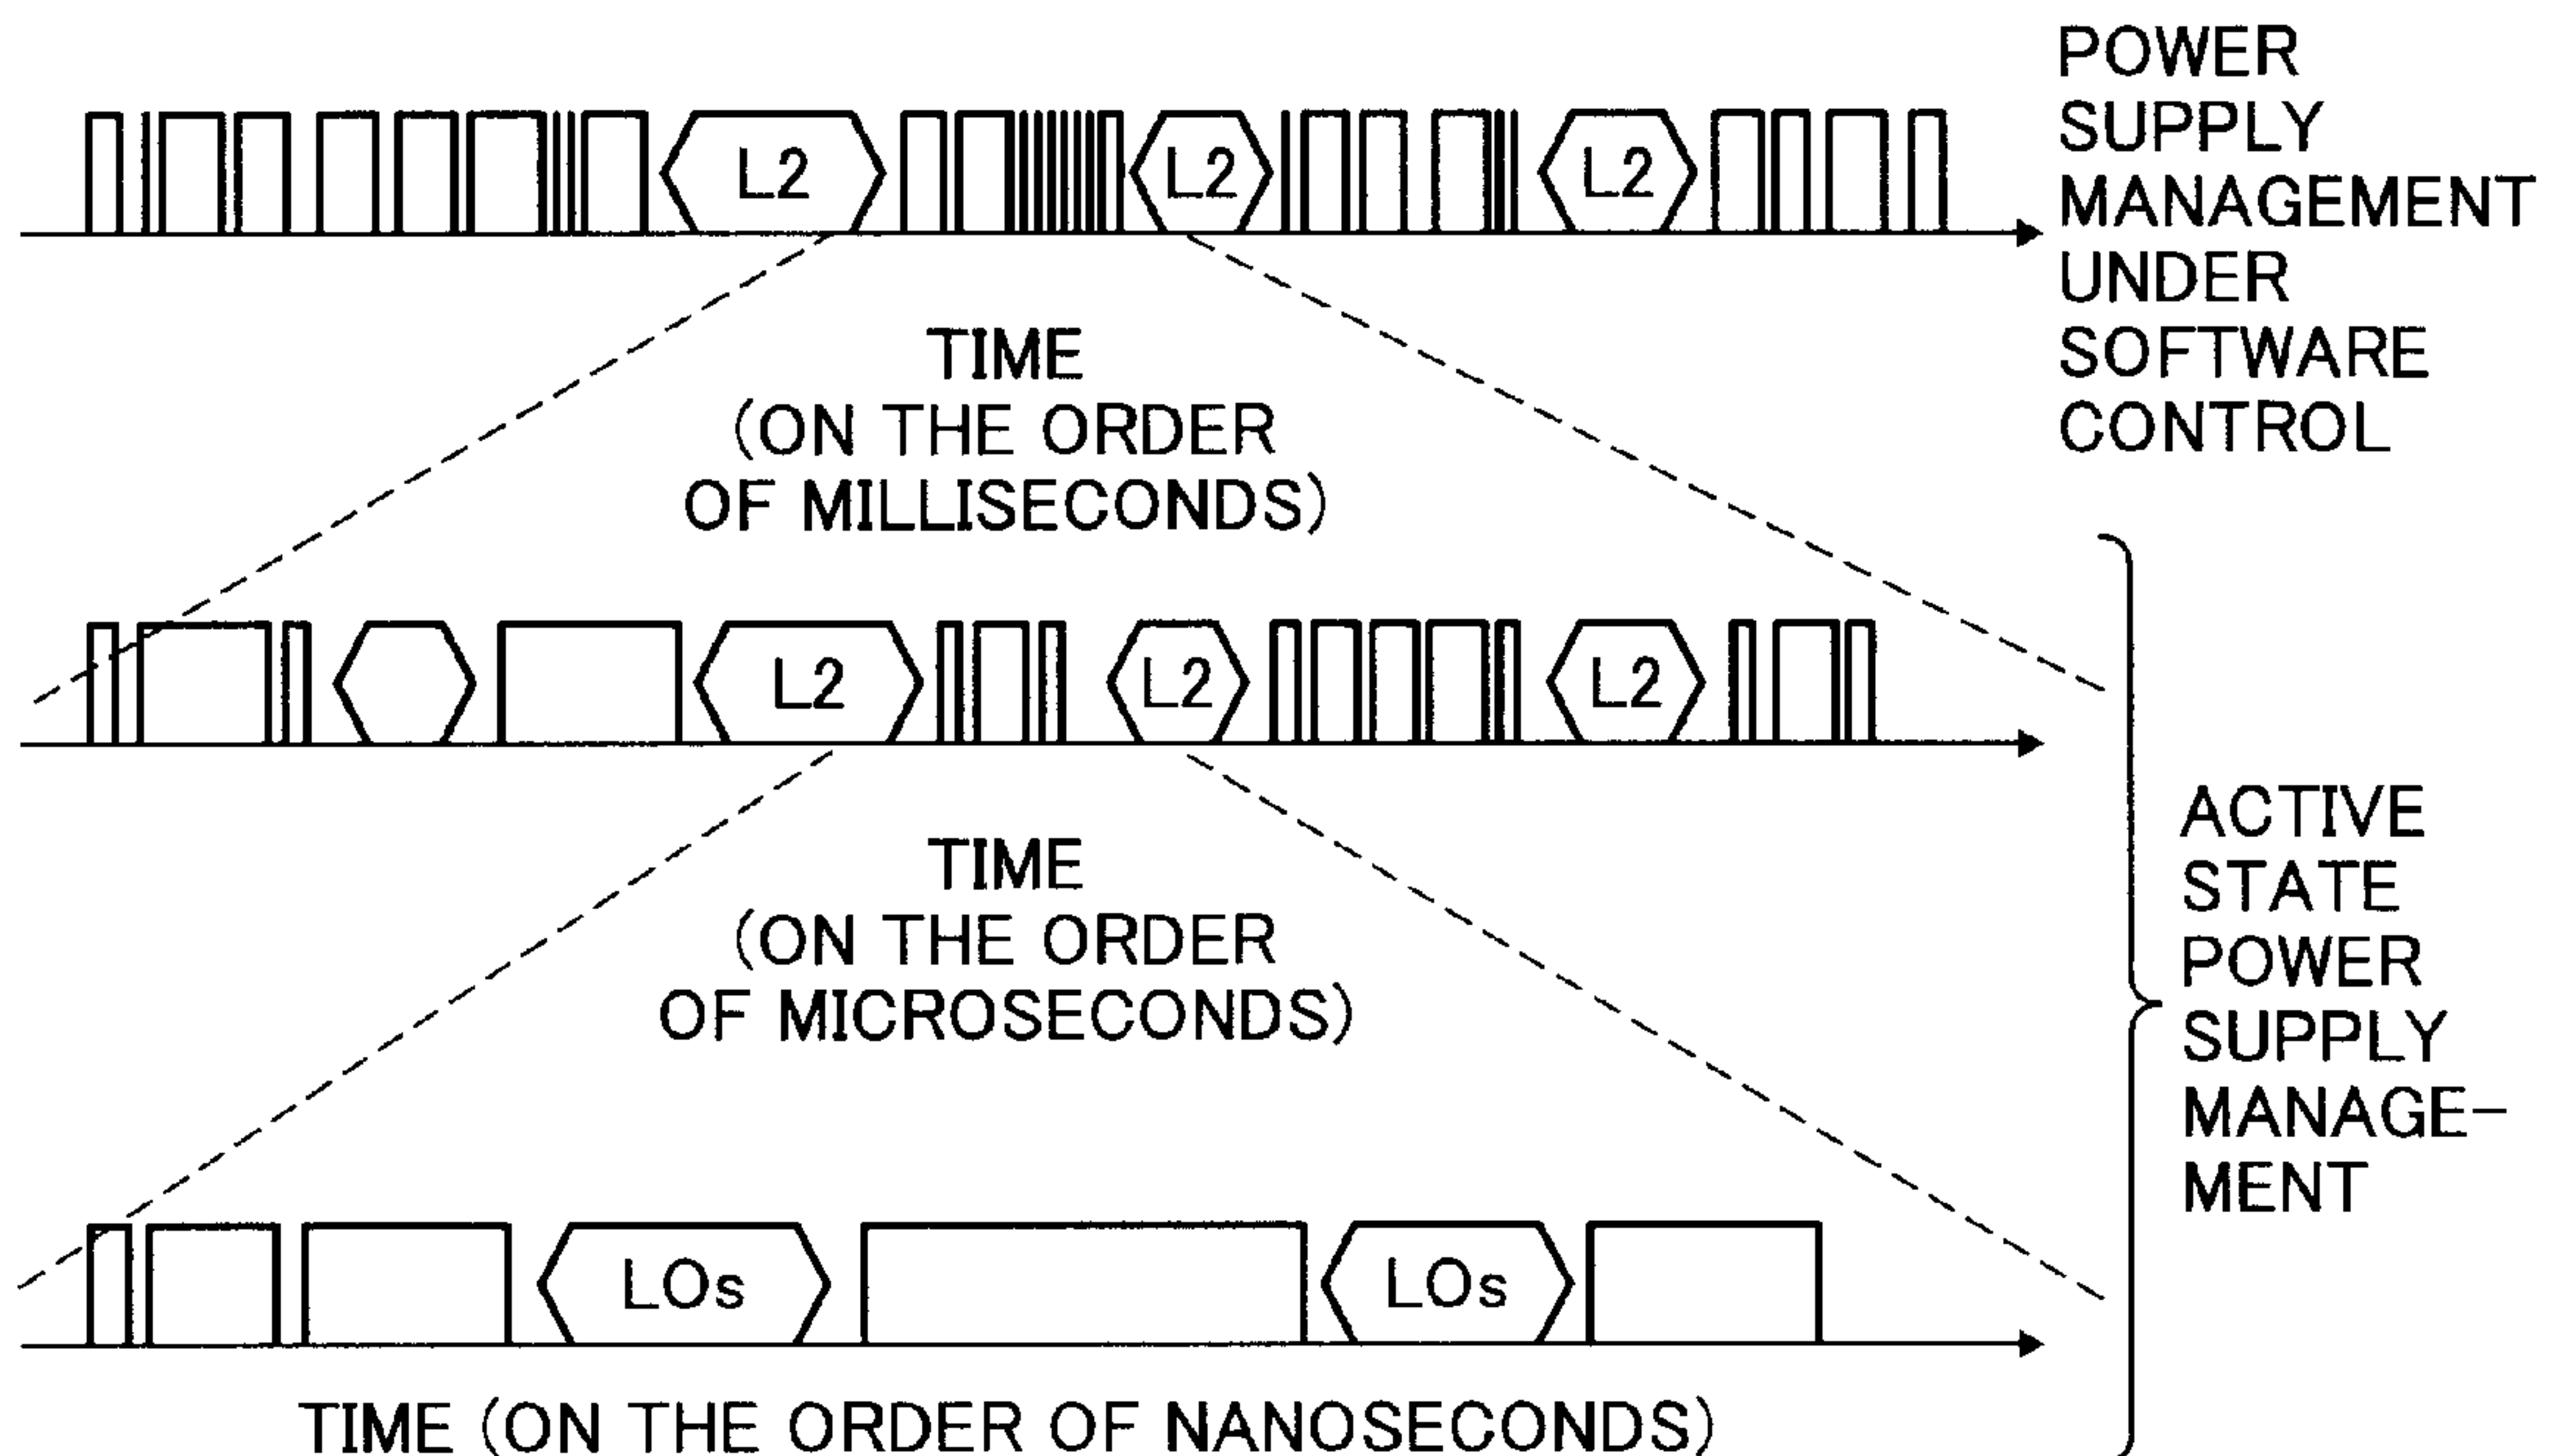 L2 L2 L2
POWER
SUPPLY
MANAGEMENT
UNDER
SOFTWARE
CONTROL
TIME
(ON THE ORDER
OF MILLISECONDS)
L2 L2 L2
TIME
(ON THE ORDER
OF MICROSECONDS)
ACTIVE
STATE
POWER
SUPPLY
MANAGE-
MENT
LOs LOs
TIME (ON THE ORDER OF NANOSECONDS)